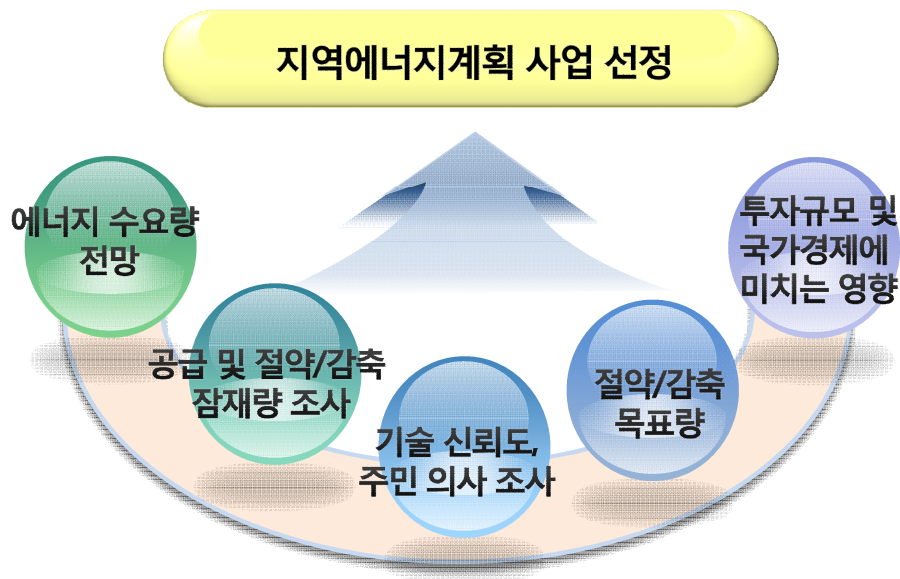 지역에너지계획 사업 선정
에너지 수요량
전망
공급 및 절약/감축
잠재량 조사
기술 신뢰도,
주민 의사 조사
절약/감축
목표량
투자규모 및
국가경제에
미치는 영향